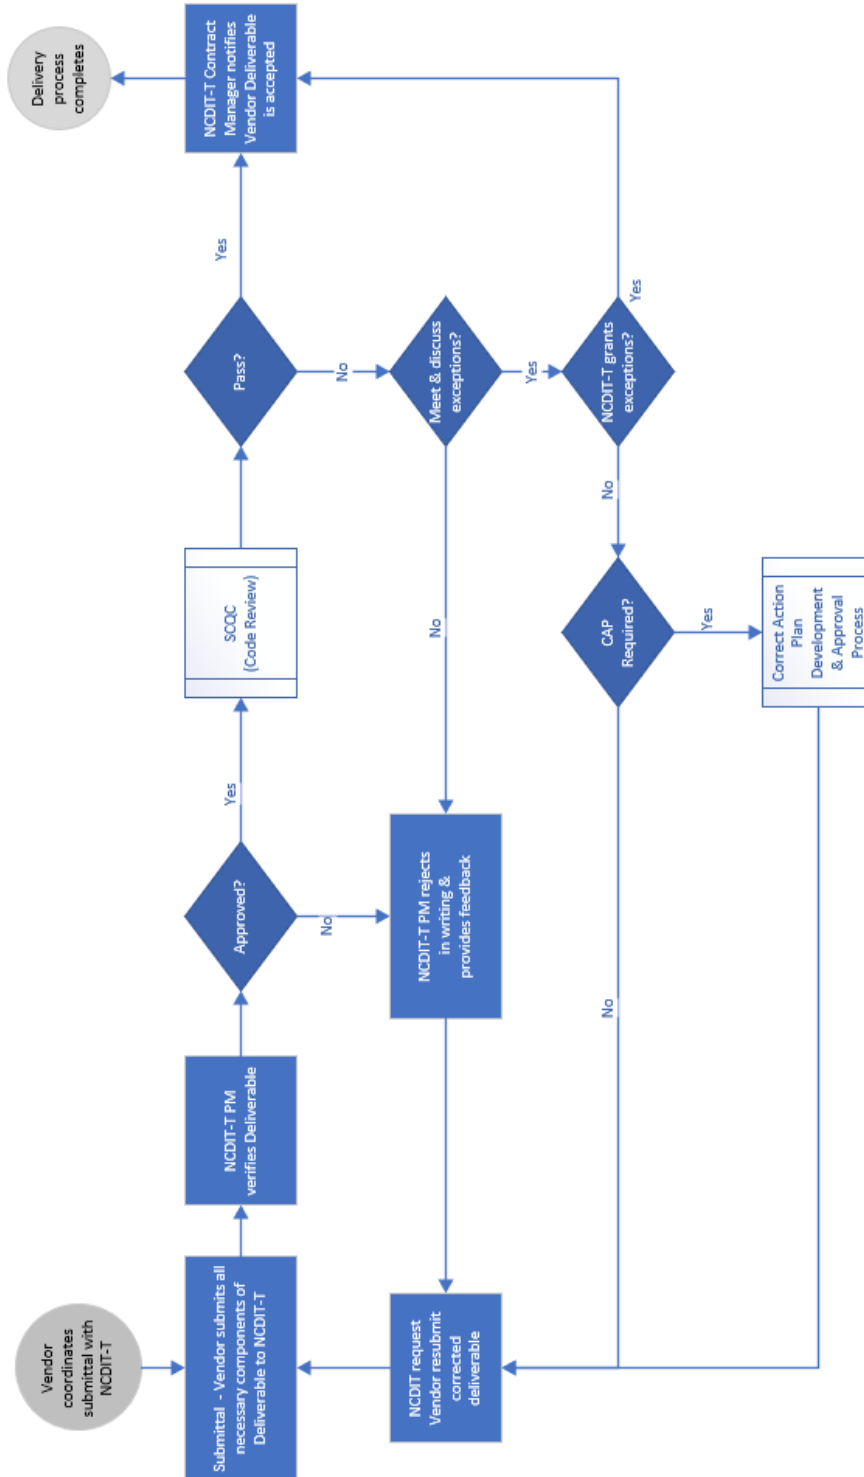 Vendor
coordinates
submittal with
NCDIT-T
Submittal - Vendor submits all
necessary components of
Deliverable to NCDIT-T
NCDIT-T PM
verifies Deliverable
Approved?
Yes
No
SCQC
(Code Review)
Pass?
Yes
No
NCDIT-T Contract
Manager notifies
Vendor Deliverable
is accepted
Delivery
process
completes
NCDIT request
Vendor resubmit
corrected
deliverable
NCDIT-T PM rejects
in writing &
provides feedback
No
Meet & discuss
exceptions?
Yes
NCDIT-T grants
exceptions?
Yes
No
CAP
Required?
No
Yes
Correct Action
Plan
Development
& Approval
Process